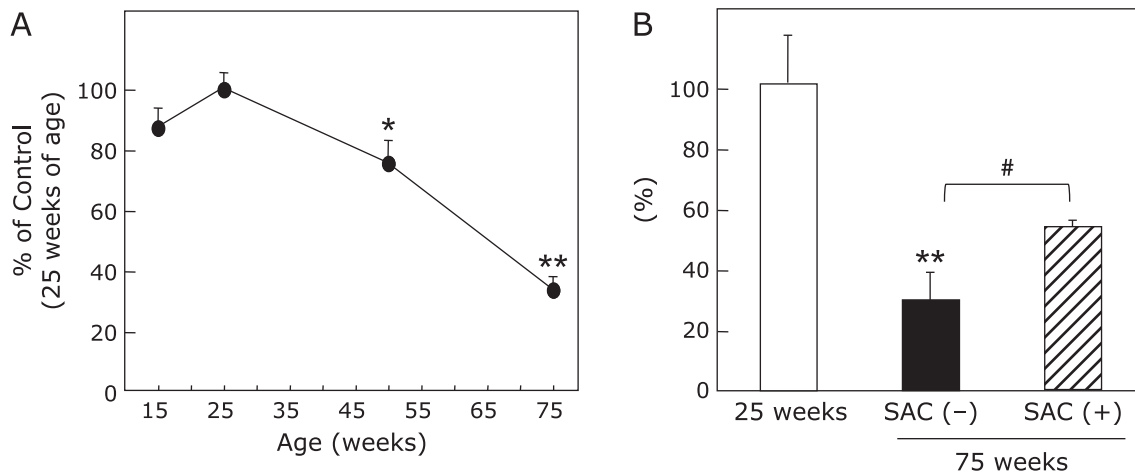 A
% of Control
(25 weeks of age)
100
80
60
40
20
0
*
**
15 25 35 45 55 65 75
Age (weeks)
B
(%)
100
80
60
40
20
0
#
**
25 weeks SAC (–) SAC (+)
75 weeks